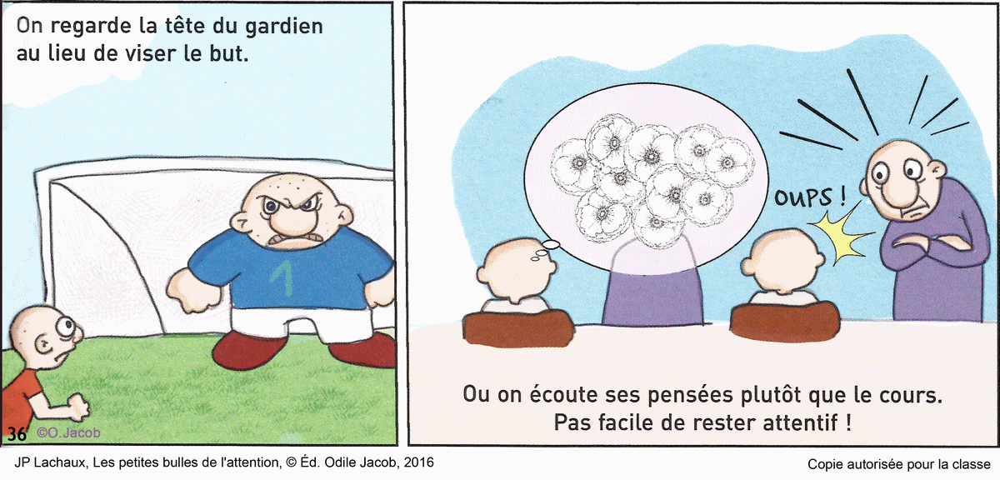 On regarde la tête du gardien
au lieu de viser le but.
1
OUPS !
Ou on écoute ses pensées plutôt que le cours.
Pas facile de rester attentif !
36 ©O.Jacob
JP Lachaux, Les petites bulles de l'attention, © Éd. Odile Jacob, 2016
Copie autorisée pour la classe